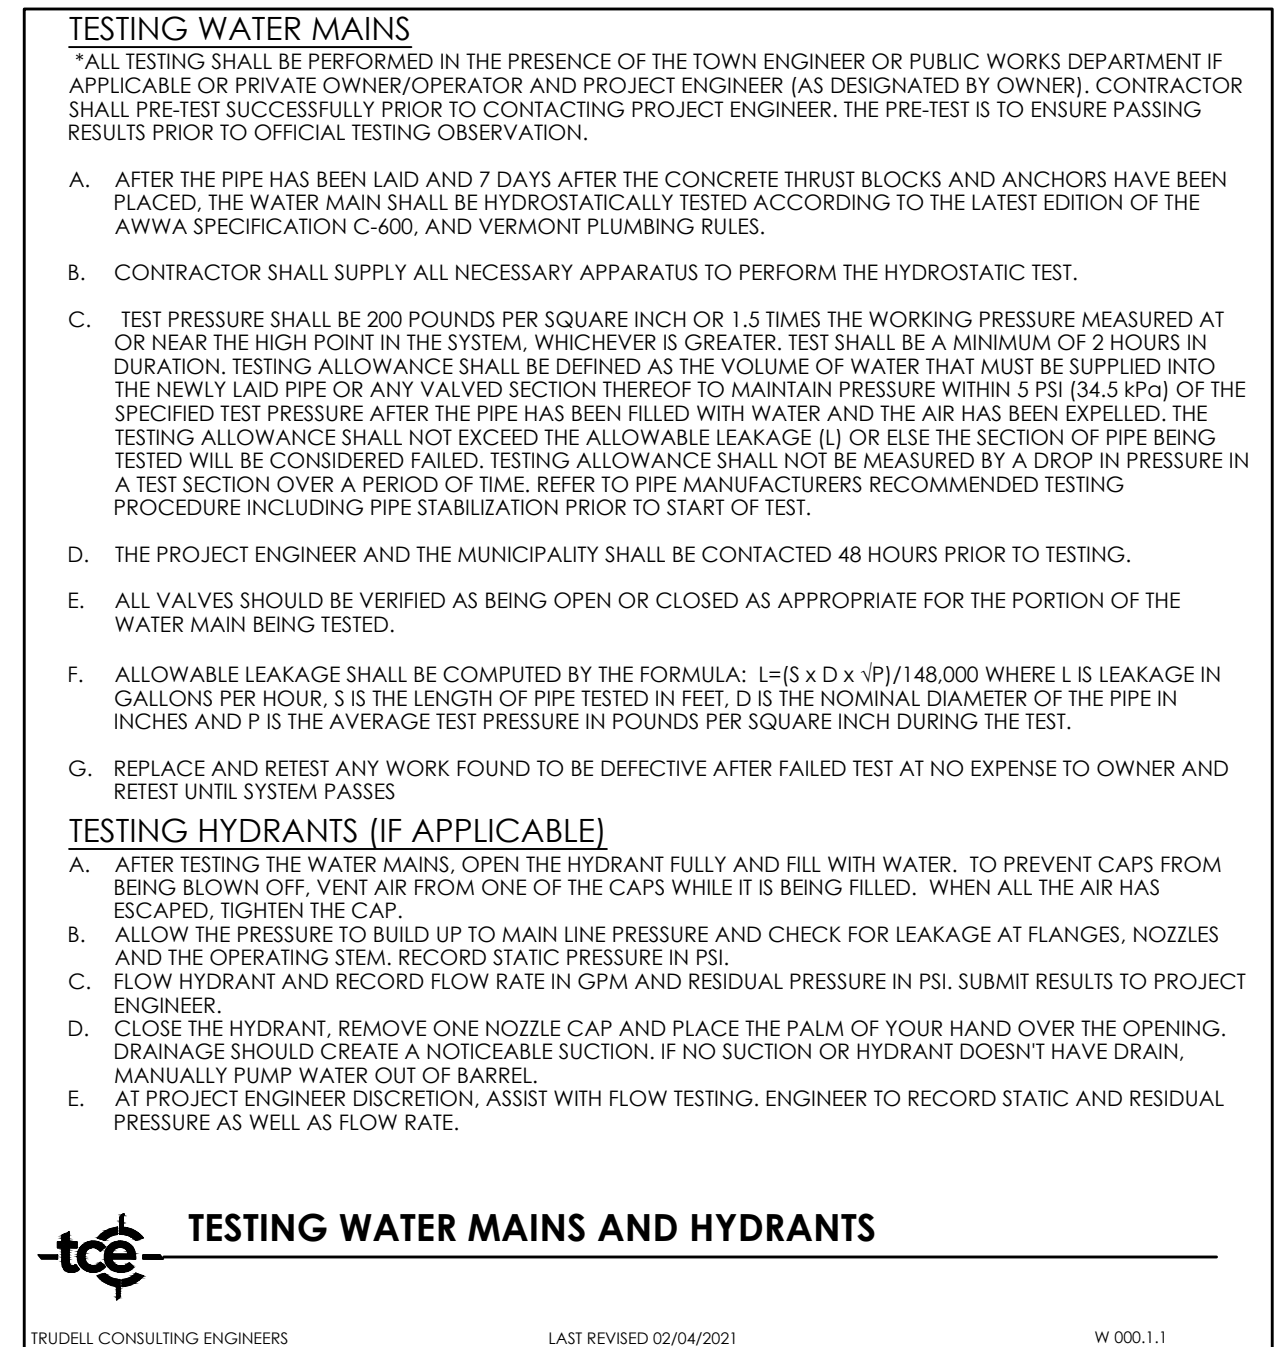 TESTING WATER MAINS
*ALL TESTING SHALL BE PERFORMED IN THE PRESENCE OF THE TOWN ENGINEER OR PUBLIC WORKS DEPARTMENT IF
APPLICABLE OR PRIVATE OWNER/OPERATOR AND PROJECT ENGINEER (AS DESIGNATED BY OWNER). CONTRACTOR
SHALL PRE-TEST SUCCESSFULLY PRIOR TO CONTACTING PROJECT ENGINEER. THE PRE-TEST IS TO ENSURE PASSING
RESULTS PRIOR TO OFFICIAL TESTING OBSERVATION.
A. AFTER THE PIPE HAS BEEN LAID AND 7 DAYS AFTER THE CONCRETE THRUST BLOCKS AND ANCHORS HAVE BEEN
PLACED, THE WATER MAIN SHALL BE HYDROSTATICALLY TESTED ACCORDING TO THE LATEST EDITION OF THE
AWWA SPECIFICATION C-600, AND VERMONT PLUMBING RULES.
B. CONTRACTOR SHALL SUPPLY ALL NECESSARY APPARATUS TO PERFORM THE HYDROSTATIC TEST.
C. TEST PRESSURE SHALL BE 200 POUNDS PER SQUARE INCH OR 1.5 TIMES THE WORKING PRESSURE MEASURED AT
OR NEAR THE HIGH POINT IN THE SYSTEM, WHICHEVER IS GREATER. TEST SHALL BE A MINIMUM OF 2 HOURS IN
DURATION. TESTING ALLOWANCE SHALL BE DEFINED AS THE VOLUME OF WATER THAT MUST BE SUPPLIED INTO
THE NEWLY LAID PIPE OR ANY VALVED SECTION THEREOF TO MAINTAIN PRESSURE WITHIN 5 PSI (34.5 kPa) OF THE
SPECIFIED TEST PRESSURE AFTER THE PIPE HAS BEEN FILLED WITH WATER AND THE AIR HAS BEEN EXPELLED. THE
TESTING ALLOWANCE SHALL NOT EXCEED THE ALLOWABLE LEAKAGE (L) OR ELSE THE SECTION OF PIPE BEING
TESTED WILL BE CONSIDERED FAILED. TESTING ALLOWANCE SHALL NOT BE MEASURED BY A DROP IN PRESSURE IN
A TEST SECTION OVER A PERIOD OF TIME. REFER TO PIPE MANUFACTURERS RECOMMENDED TESTING
PROCEDURE INCLUDING PIPE STABILIZATION PRIOR TO START OF TEST.
D. THE PROJECT ENGINEER AND THE MUNICIPALITY SHALL BE CONTACTED 48 HOURS PRIOR TO TESTING.
E. ALL VALVES SHOULD BE VERIFIED AS BEING OPEN OR CLOSED AS APPROPRIATE FOR THE PORTION OF THE
WATER MAIN BEING TESTED.
F. ALLOWABLE LEAKAGE SHALL BE COMPUTED BY THE FORMULA: L=(S x D x √P)/148,000 WHERE L IS LEAKAGE IN
GALLONS PER HOUR, S IS THE LENGTH OF PIPE TESTED IN FEET, D IS THE NOMINAL DIAMETER OF THE PIPE IN
INCHES AND P IS THE AVERAGE TEST PRESSURE IN POUNDS PER SQUARE INCH DURING THE TEST.
G. REPLACE AND RETEST ANY WORK FOUND TO BE DEFECTIVE AFTER FAILED TEST AT NO EXPENSE TO OWNER AND
RETEST UNTIL SYSTEM PASSES
TESTING HYDRANTS (IF APPLICABLE)
A. AFTER TESTING THE WATER MAINS, OPEN THE HYDRANT FULLY AND FILL WITH WATER. TO PREVENT CAPS FROM
BEING BLOWN OFF, VENT AIR FROM ONE OF THE CAPS WHILE IT IS BEING FILLED. WHEN ALL THE AIR HAS
ESCAPED, TIGHTEN THE CAP.
B. ALLOW THE PRESSURE TO BUILD UP TO MAIN LINE PRESSURE AND CHECK FOR LEAKAGE AT FLANGES, NOZZLES
AND THE OPERATING STEM. RECORD STATIC PRESSURE IN PSI.
C. FLOW HYDRANT AND RECORD FLOW RATE IN GPM AND RESIDUAL PRESSURE IN PSI. SUBMIT RESULTS TO PROJECT
ENGINEER.
D. CLOSE THE HYDRANT, REMOVE ONE NOZZLE CAP AND PLACE THE PALM OF YOUR HAND OVER THE OPENING.
DRAINAGE SHOULD CREATE A NOTICEABLE SUCTION. IF NO SUCTION OR HYDRANT DOESN'T HAVE DRAIN,
MANUALLY PUMP WATER OUT OF BARREL.
E. AT PROJECT ENGINEER DISCRETION, ASSIST WITH FLOW TESTING. ENGINEER TO RECORD STATIC AND RESIDUAL
PRESSURE AS WELL AS FLOW RATE.
TESTING WATER MAINS AND HYDRANTS
tce
TRUDELL CONSULTING ENGINEERS LAST REVISED 02/04/2021 W 000.1.1